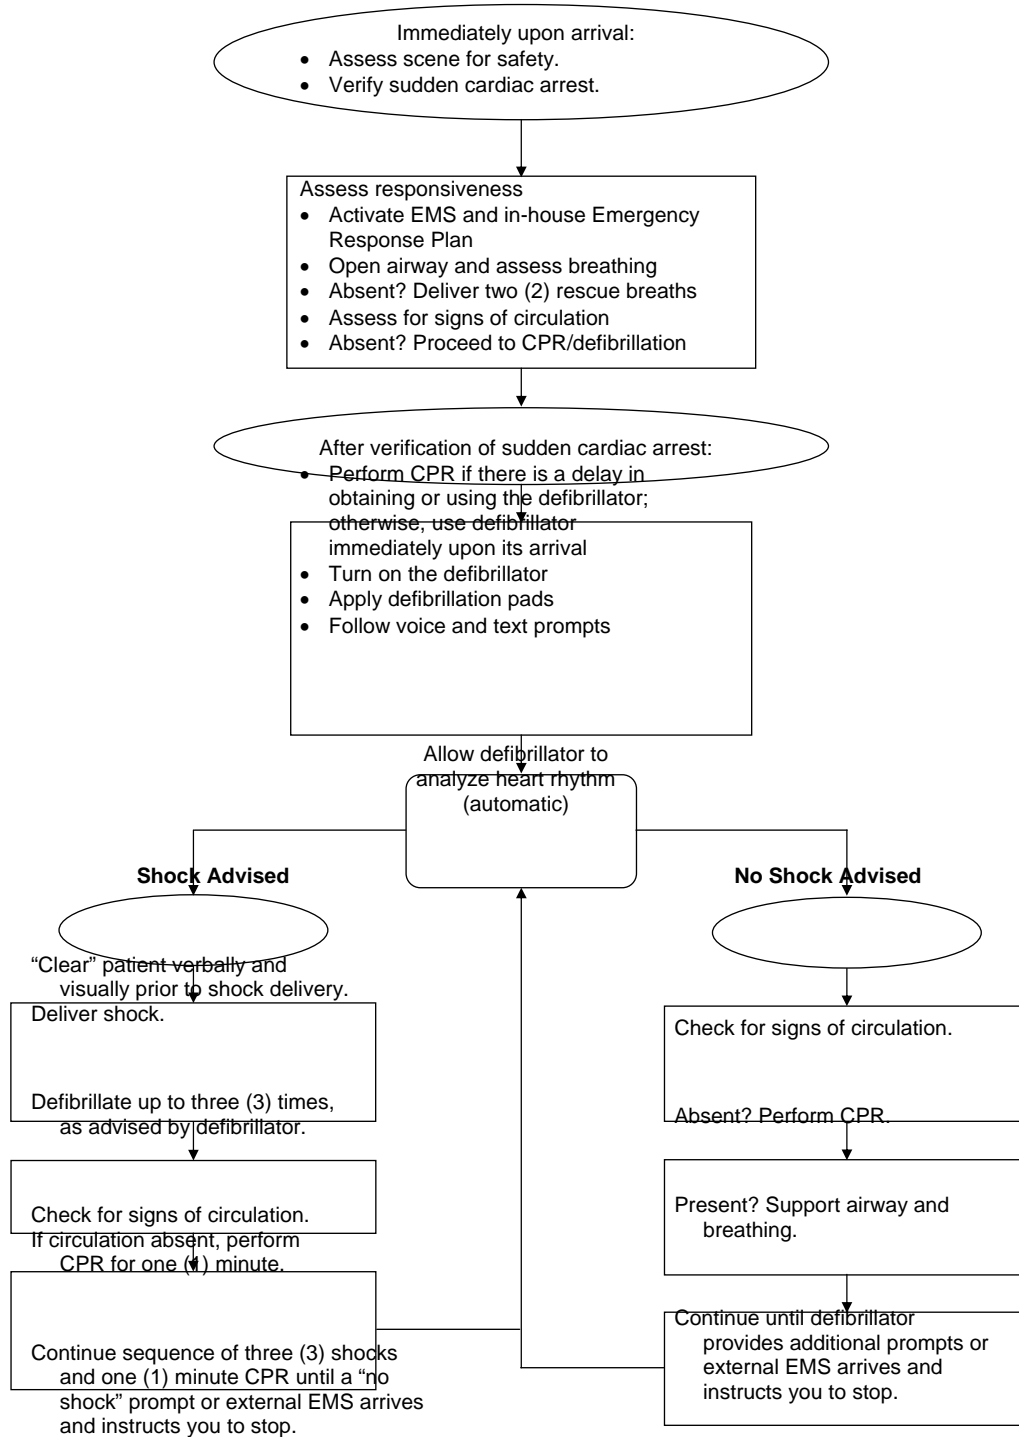 Immediately upon arrival:
• Assess scene for safety.
• Verify sudden cardiac arrest.
Assess responsiveness
• Activate EMS and in-house Emergency
Response Plan
• Open airway and assess breathing
• Absent? Deliver two (2) rescue breaths
• Assess for signs of circulation
• Absent? Proceed to CPR/defibrillation
After verification of sudden cardiac arrest:
• Perform CPR if there is a delay in
obtaining or using the defibrillator;
otherwise, use defibrillator
immediately upon its arrival
• Turn on the defibrillator
• Apply defibrillation pads
• Follow voice and text prompts
Allow defibrillator to
analyze heart rhythm
(automatic)
Shock Advised
“Clear” patient verbally and
visually prior to shock delivery.
Deliver shock.
Defibrillate up to three (3) times,
as advised by defibrillator.
Check for signs of circulation.
If circulation absent, perform
CPR for one (1) minute.
Continue sequence of three (3) shocks
and one (1) minute CPR until a “no
shock” prompt or external EMS arrives
and instructs you to stop.
No Shock Advised
Check for signs of circulation.
Absent? Perform CPR.
Present? Support airway and
breathing.
Continue until defibrillator
provides additional prompts or
external EMS arrives and
instructs you to stop.